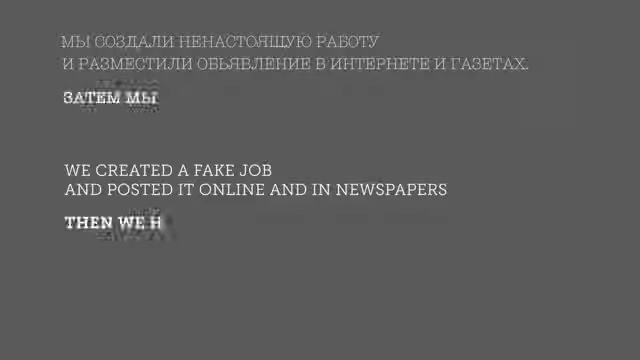 МЫ СОЗДАЛИ НЕНАСТОЯЩУЮ РАБОТУ
И РАЗМЕСТИЛИ ОБЬЯВЛЕНИЕ В ИНТЕРНЕТЕ И ГАЗЕТАХ.
ЗАТЕМ МЫ
WE CREATED A FAKE JOB
AND POSTED IT ONLINE AND IN NEWSPAPERS
THEN WE H